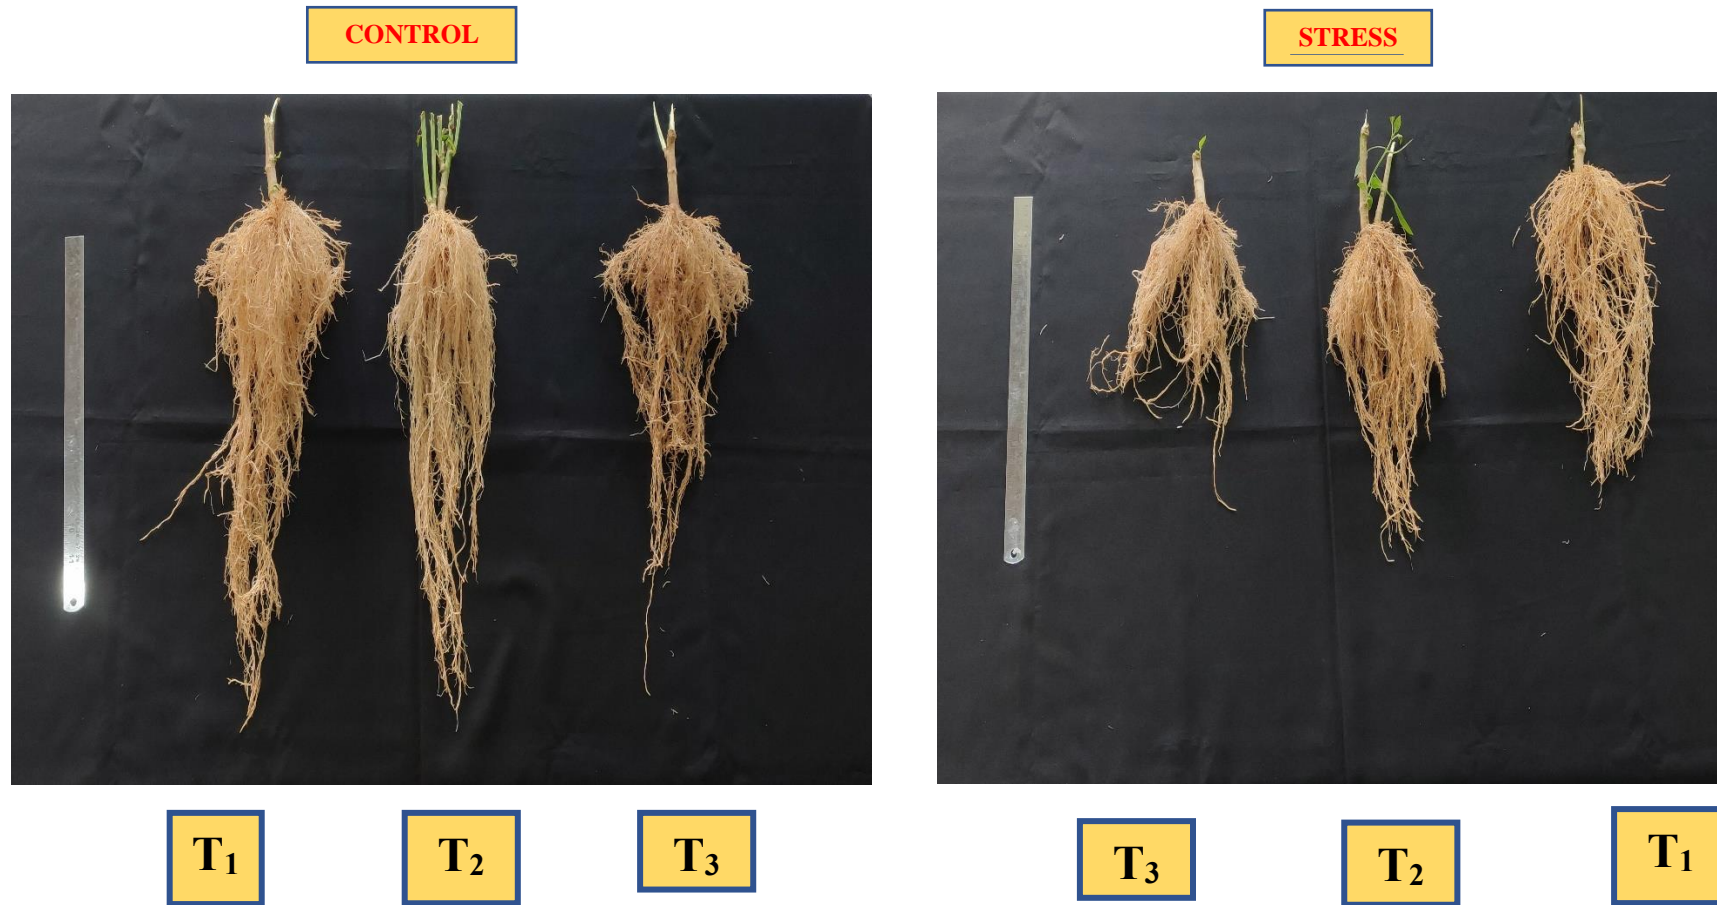 CONTROL
STRESS
T₁
T₂
T₃
T₃
T₂
T₁